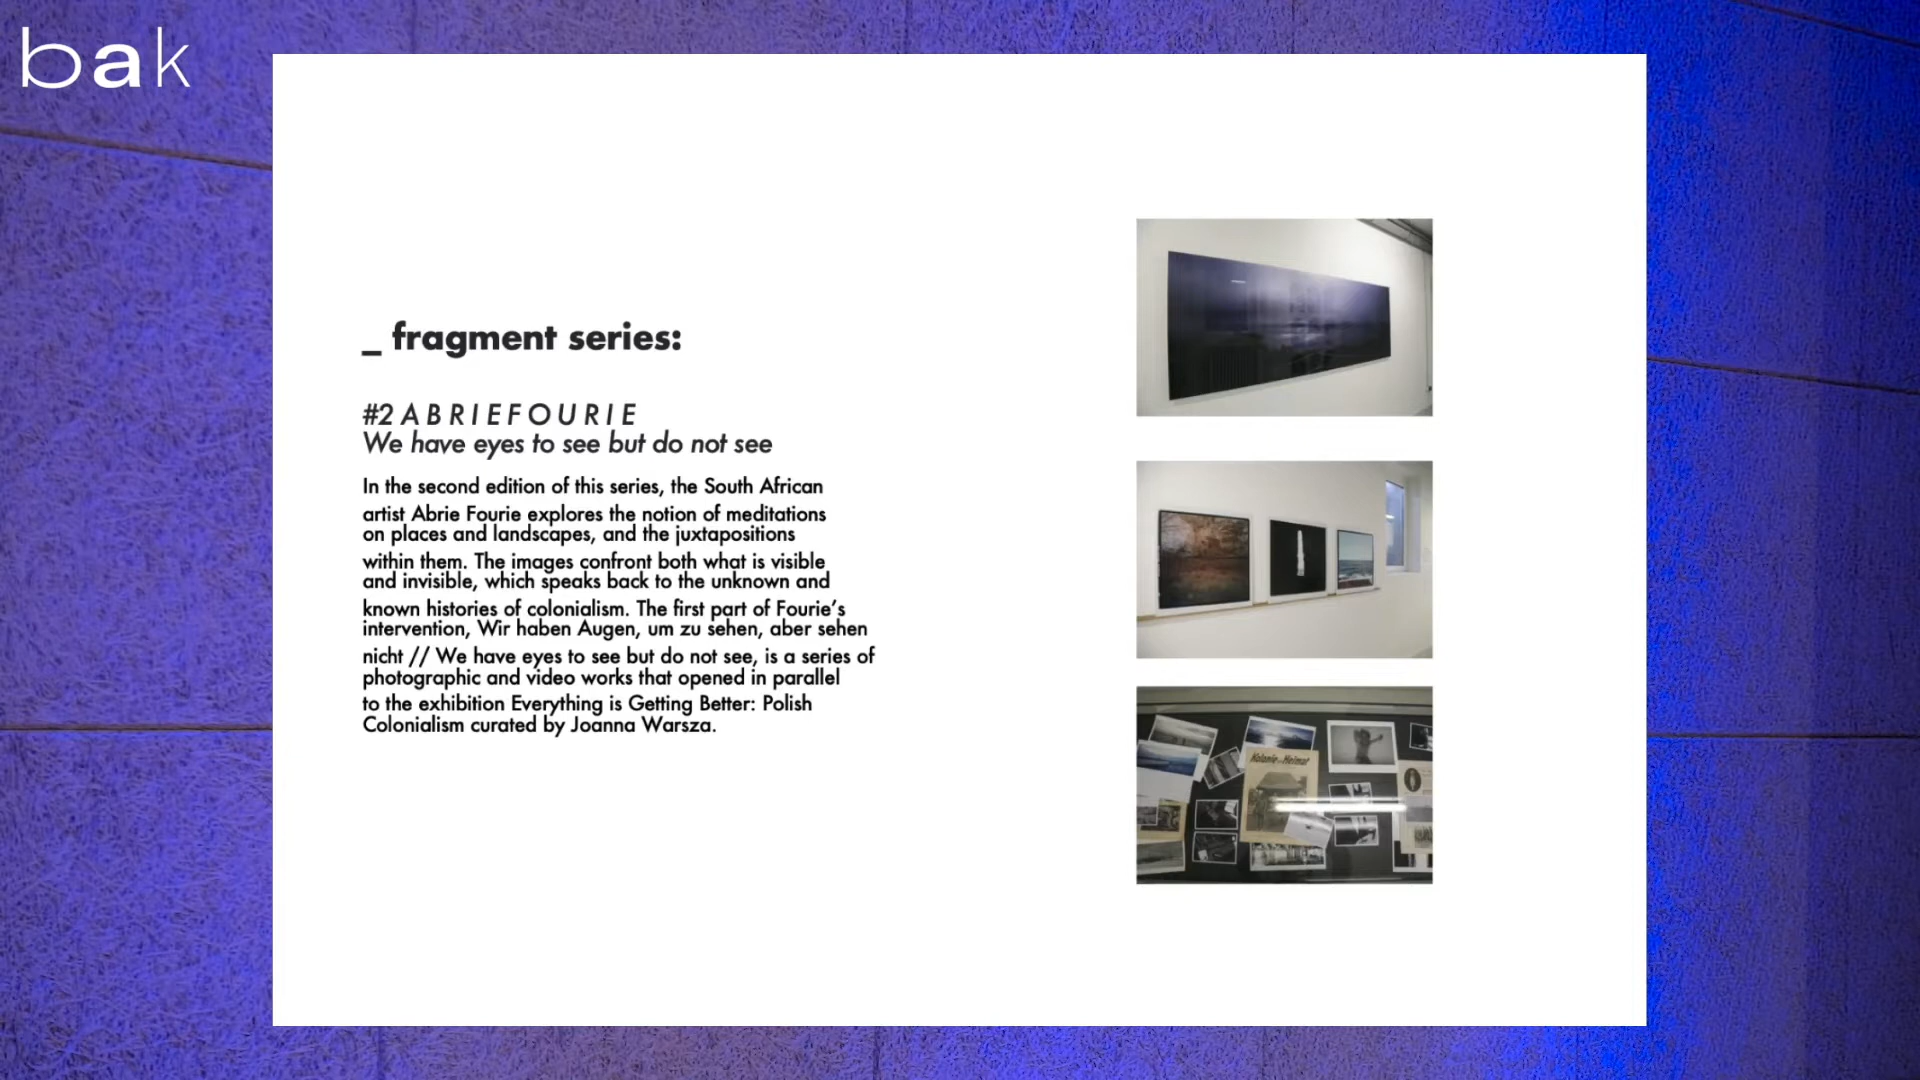 bak
_ fragment series:
#2 A B R I E F O U R I E
We have eyes to see but do not see
In the second edition of this series, the South African
artist Abrie Fourie explores the notion of meditations
on places and landscapes, and the juxtapositions
within them. The images confront both what is visible
and invisible, which speaks back to the unknown and
known histories of colonialism. The first part of Fourie’s
intervention, Wir haben Augen, um zu sehen, aber sehen
nicht // We have eyes to see but do not see, is a series of
photographic and video works that opened in parallel
to the exhibition Everything is Getting Better: Polish
Colonialism curated by Joanna Warsza.
Kolonie und Heimat